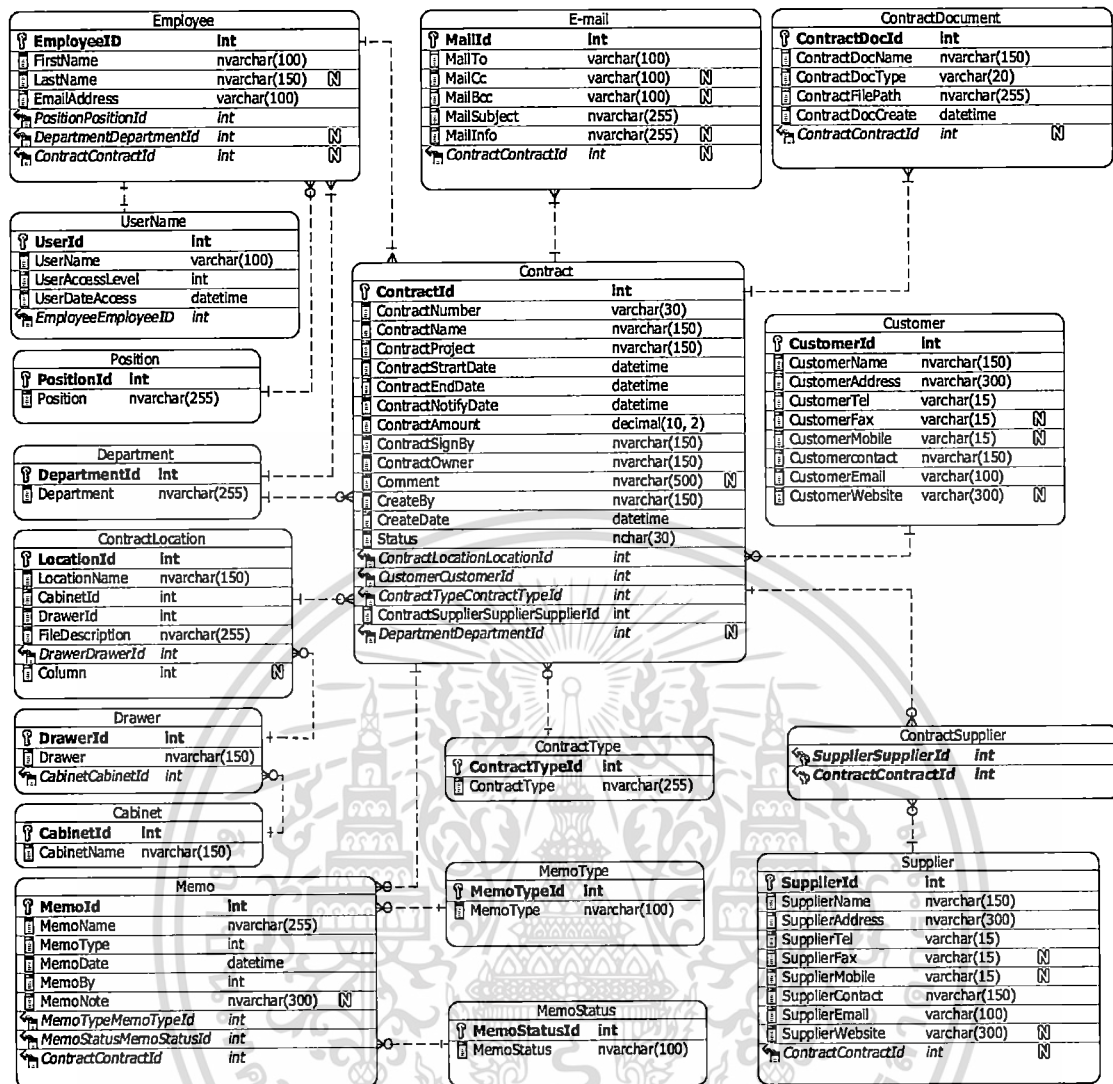 Employee
EmployeeID int
FirstName nvarchar(100)
LastName nvarchar(150) N
EmailAddress varchar(100)
PositionPositionId int
DepartmentDepartmentId int N
ContractContractId int N
E-mail
MailId int
MailTo varchar(100)
MailCc varchar(100) N
MailBcc varchar(100) N
MailSubject nvarchar(255)
MailInfo nvarchar(255) N
ContractContractId int N
ContractDocument
ContractDocId int
ContractDocName nvarchar(150)
ContractDocType varchar(20)
ContractFilePath nvarchar(255)
ContractDocCreate datetime
ContractContractId int N
UserName
UserId int
UserName varchar(100)
UserAccessLevel int
UserDateAccess datetime
EmployeeEmployeeID int
Position
PositionId int
Position nvarchar(255)
Department
DepartmentId int
Department nvarchar(255)
ContractLocation
LocationId int
LocationName nvarchar(150)
CabinetId int
DrawerId int
FileDescription nvarchar(255)
DrawerDrawerId int
Column int N
Drawer
DrawerId int
Drawer nvarchar(150)
CabinetCabinetId int
Cabinet
CabinetId int
CabinetName nvarchar(150)
Contract
ContractId int
ContractNumber varchar(30)
ContractName nvarchar(150)
ContractProject nvarchar(150)
ContractStrartDate datetime
ContractEndDate datetime
ContractNotifyDate datetime
ContractAmount decimal(10, 2)
ContractSignBy nvarchar(150)
ContractOwner nvarchar(150)
Comment nvarchar(500) N
CreateBy nvarchar(150)
CreateDate datetime
Status nchar(30)
ContractLocationLocationId int
CustomerCustomerId int
ContractTypeContractTypeId int
ContractSupplierSupplierSupplierId int
DepartmentDepartmentId int N
Customer
CustomerId int
CustomerName nvarchar(150)
CustomerAddress nvarchar(300)
CustomerTel varchar(15)
CustomerFax varchar(15) N
CustomerMobile varchar(15) N
Customercontact nvarchar(150)
CustomerEmail varchar(100)
CustomerWebsite varchar(300) N
ContractType
ContractTypeId int
ContractType nvarchar(255)
ContractSupplier
SupplierSupplierId int
ContractContractId int
Memo
MemoId int
MemoName nvarchar(255)
MemoType int
MemoDate datetime
MemoBy int
MemoNote nvarchar(300) N
MemoTypeMemoTypeId int
MemoStatusMemoStatusId int
ContractContractId int
MemoType
MemoTypeId int
MemoType nvarchar(100)
MemoStatus
MemoStatusId int
MemoStatus nvarchar(100)
Supplier
SupplierId int
SupplierName nvarchar(150)
SupplierAddress nvarchar(300)
SupplierTel varchar(15)
SupplierFax varchar(15) N
SupplierMobile varchar(15) N
SupplierContact nvarchar(150)
SupplierEmail varchar(100)
SupplierWebsite varchar(300) N
ContractContractId int N